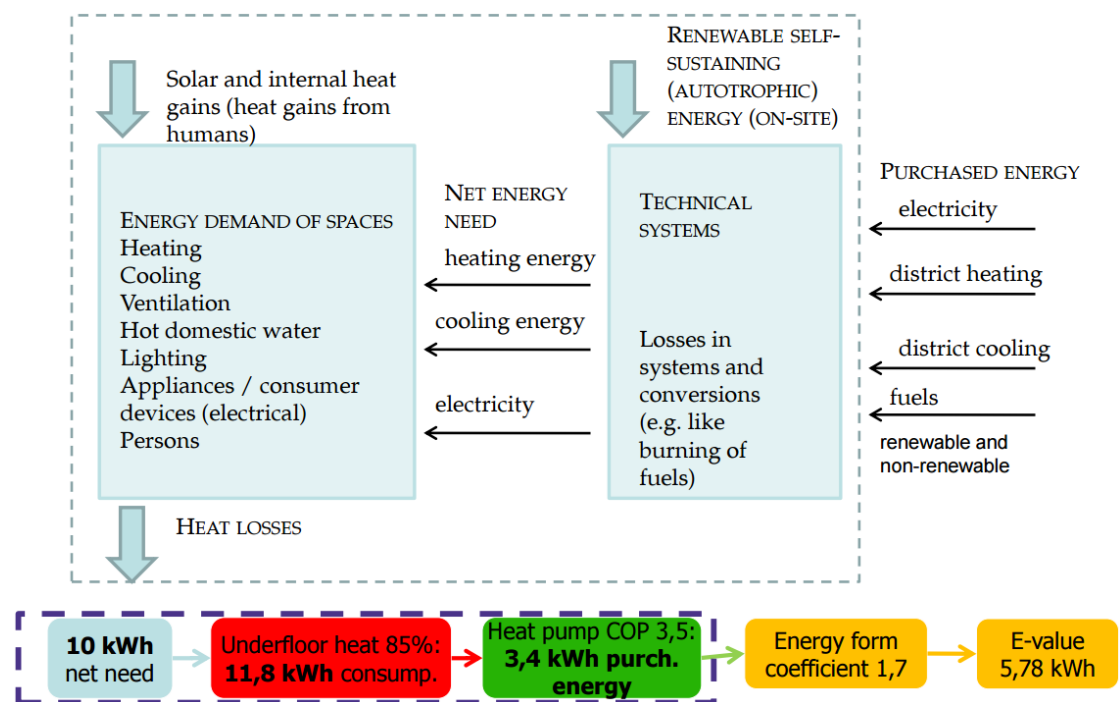 RENEWABLE SELF-
SUSTAINING
(AUTOTROPHIC)
ENERGY (ON-SITE)
Solar and internal heat
gains (heat gains from
humans)
ENERGY DEMAND OF SPACES
Heating
Cooling
Ventilation
Hot domestic water
Lighting
Appliances / consumer
devices (electrical)
Persons
NET ENERGY
NEED
heating energy
cooling energy
electricity
TECHNICAL
SYSTEMS
Losses in
systems and
conversions
(e.g. like
burning of
fuels)
PURCHASED ENERGY
electricity
district heating
district cooling
fuels
renewable and
non-renewable
HEAT LOSSES
10 kWh
net need
Underfloor heat 85%:
11,8 kWh consump.
Heat pump COP 3,5:
3,4 kWh purch.
energy
Energy form
coefficient 1,7
E-value
5,78 kWh